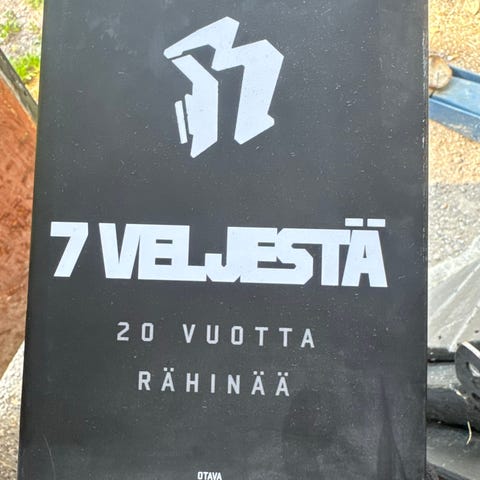 7 VELJESTÄ
20 VUOTTA
RÄHINÄÄ
OTAVA